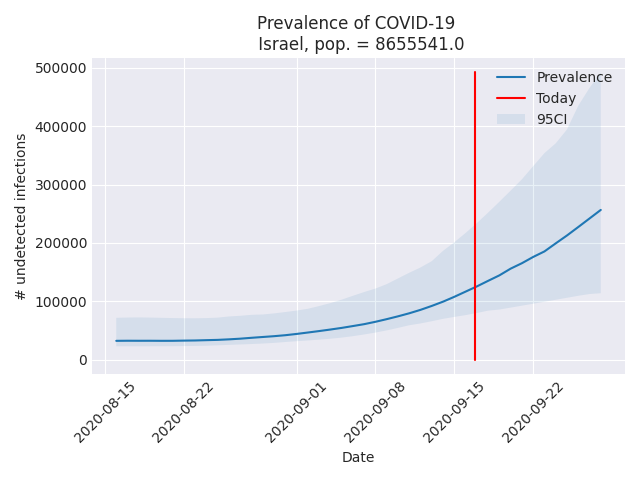 Prevalence of COVID-19
Israel, pop. = 8655541.0
500000
400000
300000
200000
100000
0
# undetected infections
Prevalence
Today
95CI
2020-08-15
2020-08-22
2020-09-01
2020-09-08
2020-09-15
2020-09-22
Date